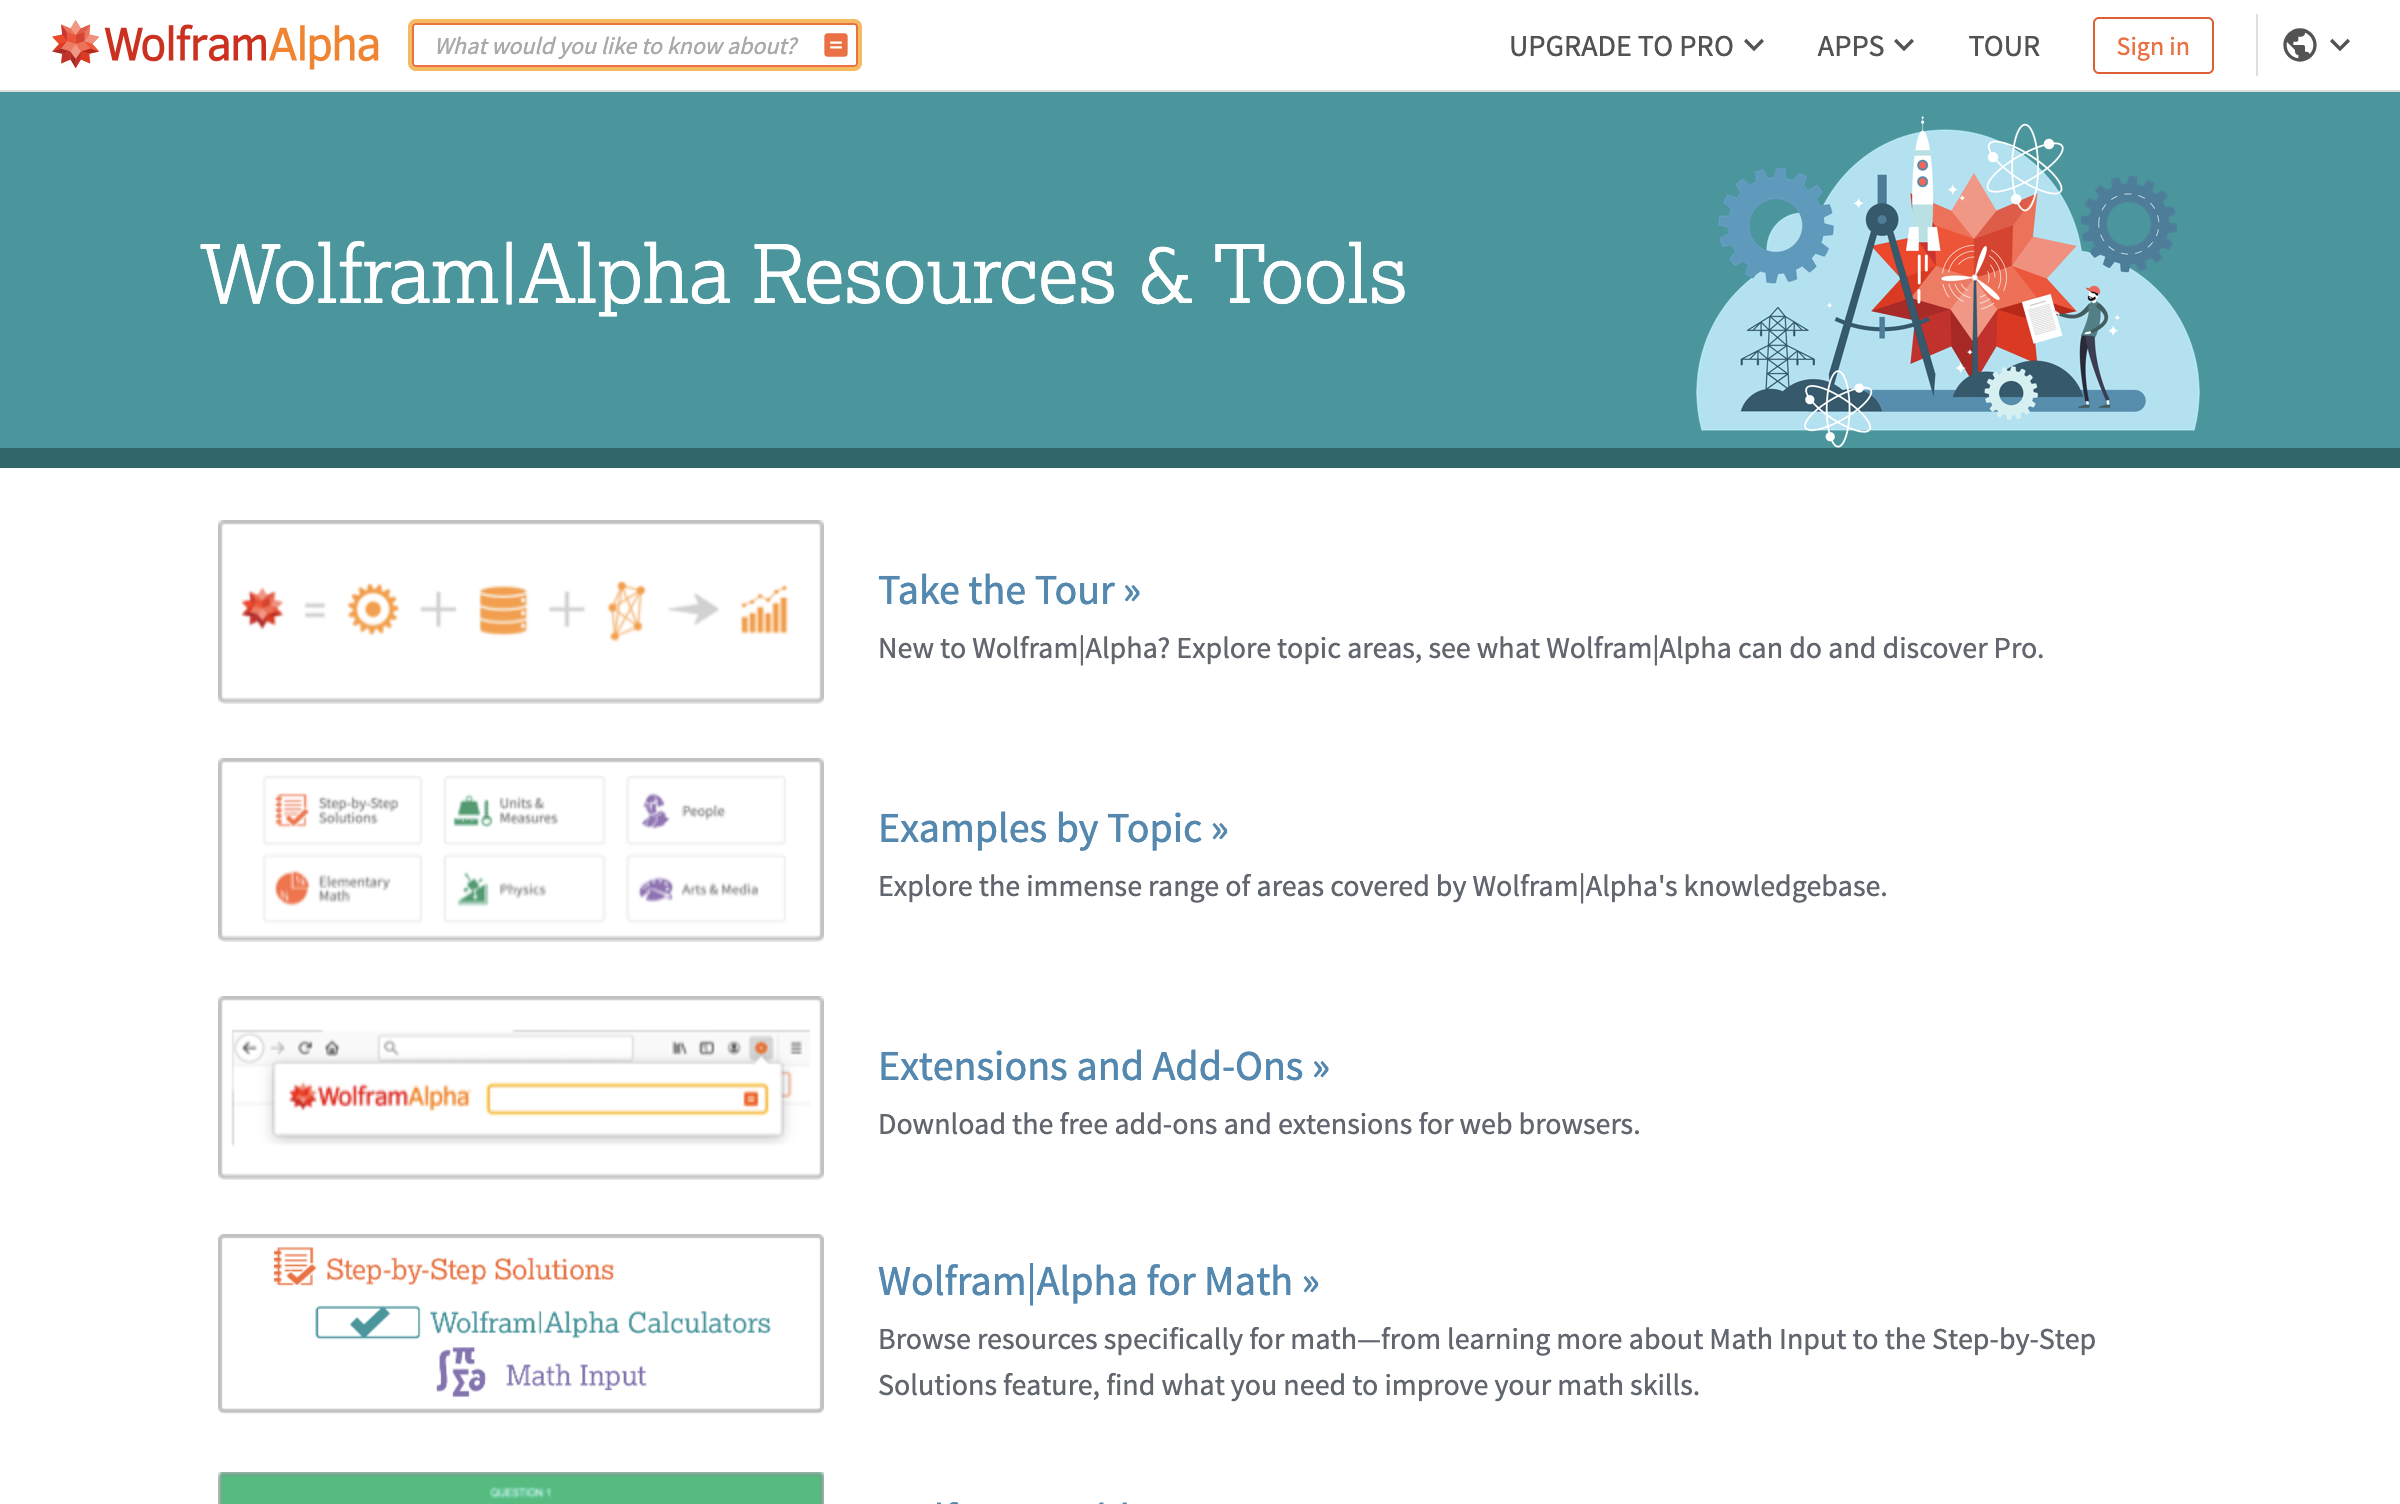 WolframAlpha
What would you like to know about?
UPGRADE TO PRO
APPS
TOUR
Sign in
Wolfram|Alpha Resources & Tools
Take the Tour »
New to Wolfram|Alpha? Explore topic areas, see what Wolfram|Alpha can do and discover Pro.
Step-by-Step
Solutions
Units &
Measures
People
Elementary
Math
Physics
Arts & Media
Examples by Topic »
Explore the immense range of areas covered by Wolfram|Alpha's knowledgebase.
WolframAlpha
Extensions and Add-Ons »
Download the free add-ons and extensions for web browsers.
Step-by-Step Solutions
Wolfram|Alpha Calculators
Math Input
Wolfram|Alpha for Math »
Browse resources specifically for math—from learning more about Math Input to the Step-by-Step
Solutions feature, find what you need to improve your math skills.
QUESTION 1